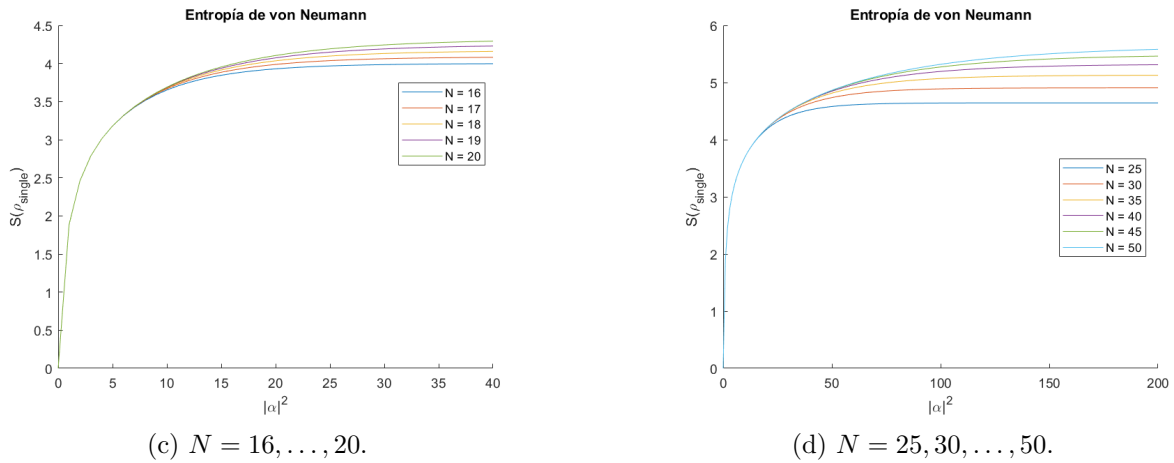 Entropía de von Neumann
4.5
4
3.5
3
2.5
2
1.5
1
0.5
0
S(ρsingle)
0 5 10 15 20 25 30 35 40
|α|²
N = 16
N = 17
N = 18
N = 19
N = 20
(c) N = 16, . . . , 20.
Entropía de von Neumann
6
5
4
3
2
1
0
S(ρsingle)
0 50 100 150 200
|α|²
N = 25
N = 30
N = 35
N = 40
N = 45
N = 50
(d) N = 25, 30, . . . , 50.